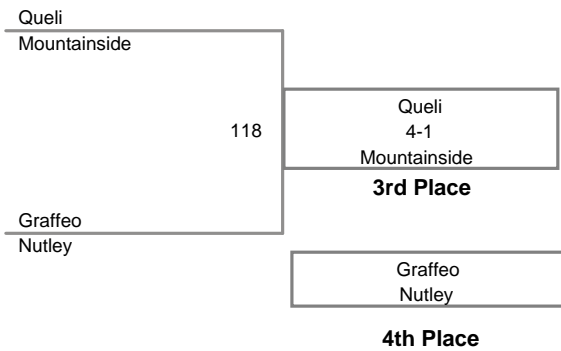 Queli
Mountainside
118
Queli
4-1
Mountainside
3rd Place
Graffeo
Nutley
Graffeo
Nutley
4th Place